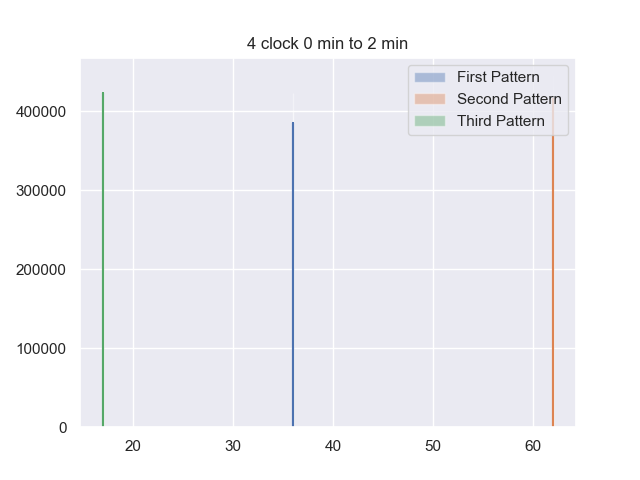 4 clock 0 min to 2 min
First Pattern
Second Pattern
Third Pattern
400000
300000
200000
100000
0
20 30 40 50 60